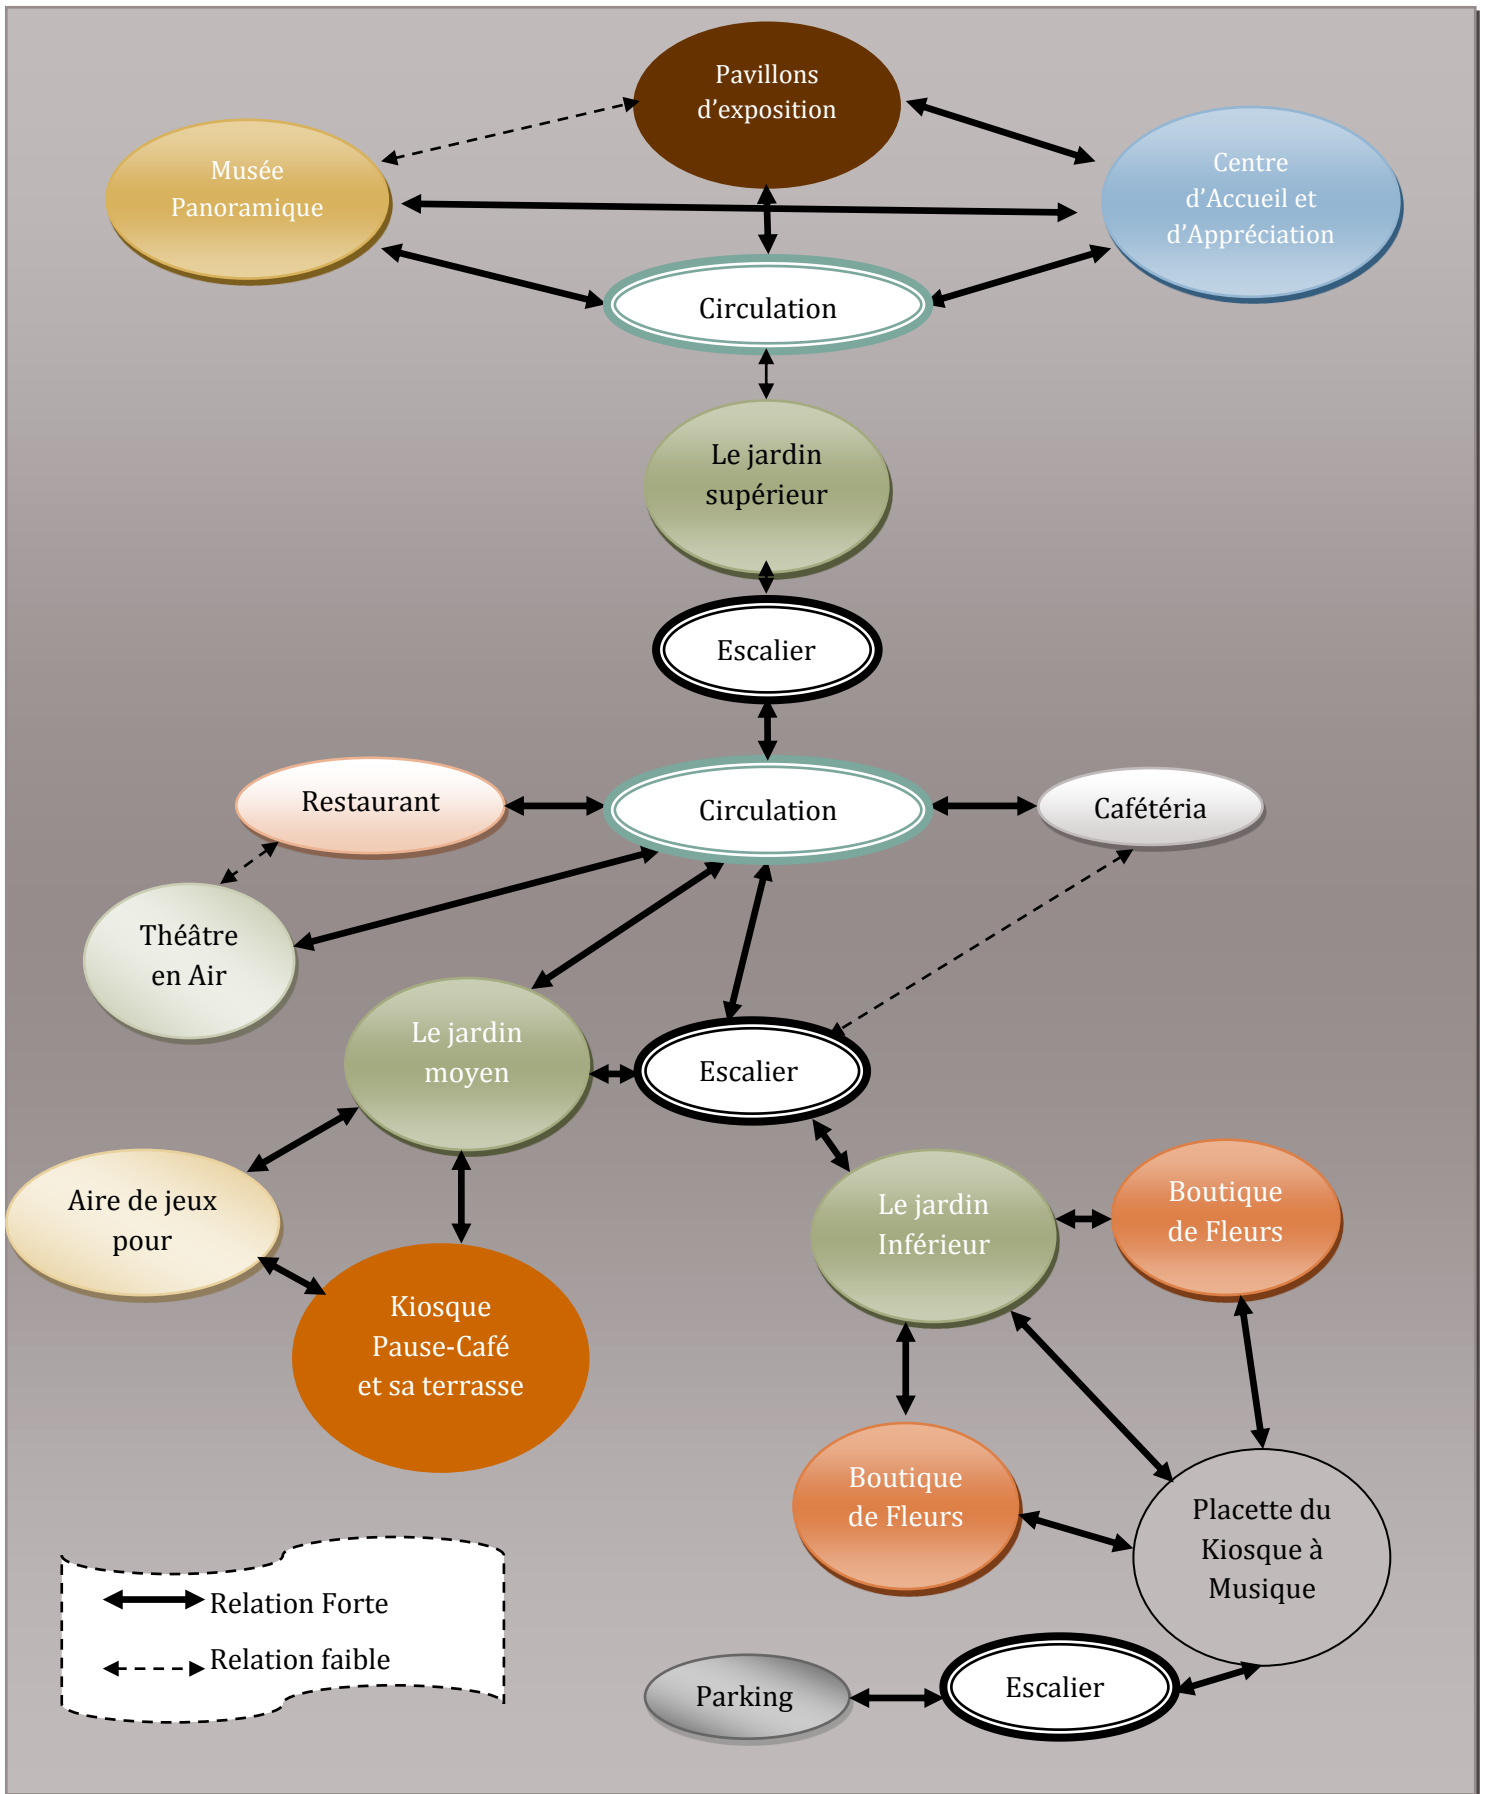 Pavillons
d’exposition
Musée
Panoramique
Centre
d’Accueil et
d’Appréciation
Circulation
Le jardin
supérieur
Escalier
Restaurant
Circulation
Cafétéria
Théâtre
en Air
Le jardin
moyen
Escalier
Aire de jeux
pour
Le jardin
Inférieur
Boutique
de Fleurs
Kiosque
Pause-Café
et sa terrasse
Boutique
de Fleurs
Placette du
Kiosque à
Musique
Relation Forte
Relation faible
Parking
Escalier